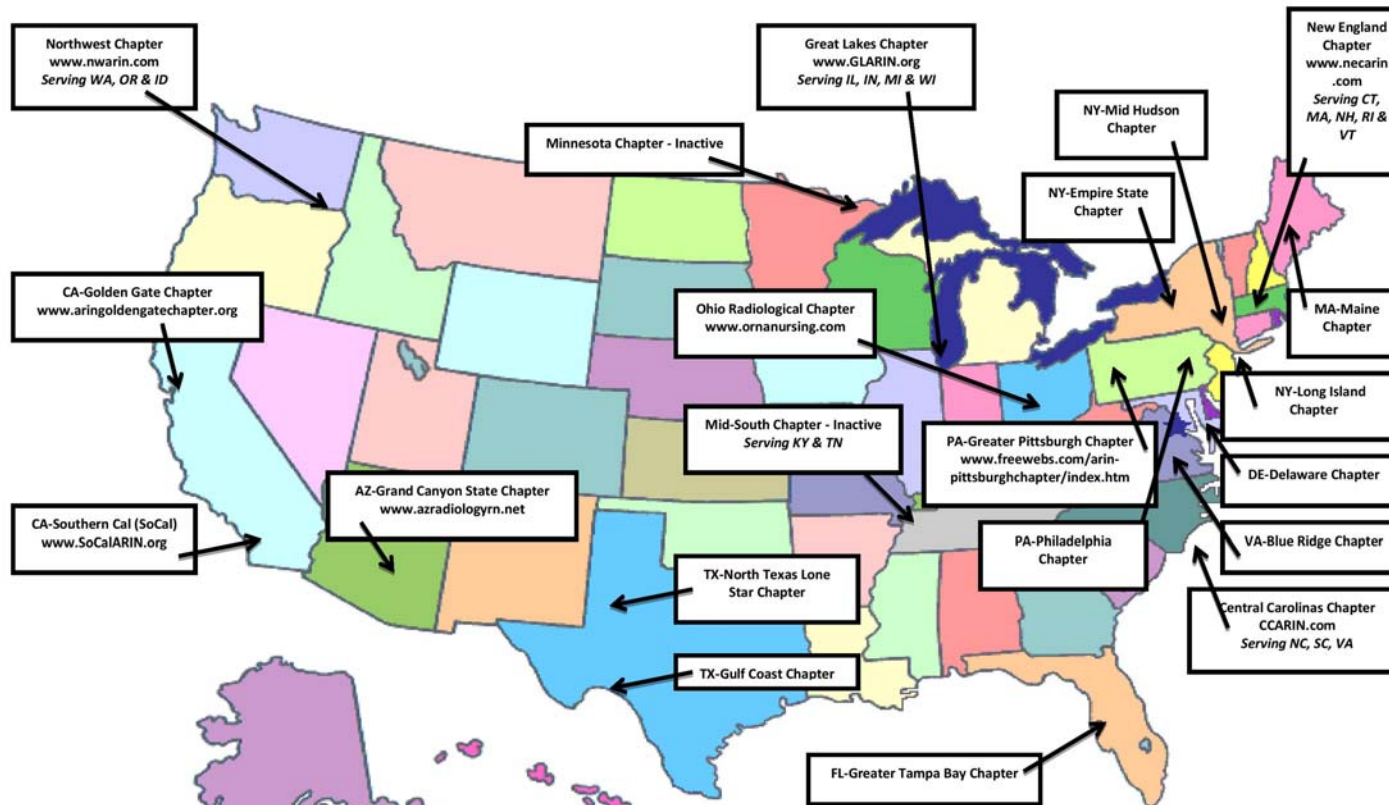 Northwest Chapter
www.nwarin.com
Serving WA, OR & ID
Great Lakes Chapter
www.GLARIN.org
Serving IL, IN, MI & WI
New England
Chapter
www.necarin
.com
Serving CT,
MA, NH, RI &
VT
NY-Mid Hudson
Chapter
Minnesota Chapter - Inactive
NY-Empire State
Chapter
CA-Golden Gate Chapter
www.aringoldengatechapter.org
Ohio Radiological Chapter
www.ornanursing.com
MA-Maine
Chapter
NY-Long Island
Chapter
Mid-South Chapter - Inactive
Serving KY & TN
PA-Greater Pittsburgh Chapter
www.freewebs.com/arin-
pittsburghchapter/index.htm
DE-Delaware Chapter
AZ-Grand Canyon State Chapter
www.azradiologyrn.net
CA-Southern Cal (SoCal)
www.SoCalARIN.org
PA-Philadelphia
Chapter
VA-Blue Ridge Chapter
TX-North Texas Lone
Star Chapter
Central Carolinas Chapter
CCARIN.com
Serving NC, SC, VA
TX-Gulf Coast Chapter
FL-Greater Tampa Bay Chapter